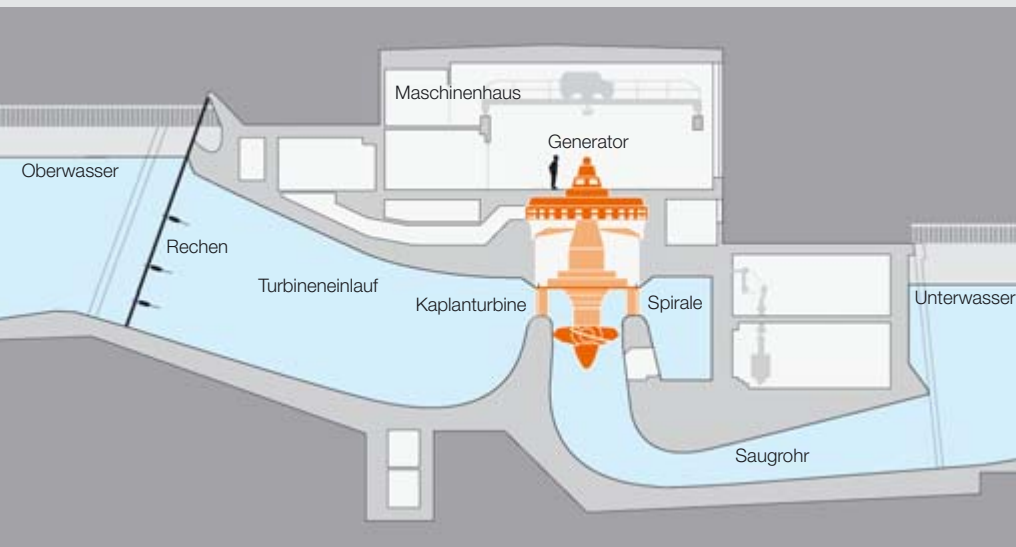 Maschinenhaus
Generator
Oberwasser
Rechen
Turbineneinlauf
Kaplanturbine
Spirale
Unterwasser
Saugrohr